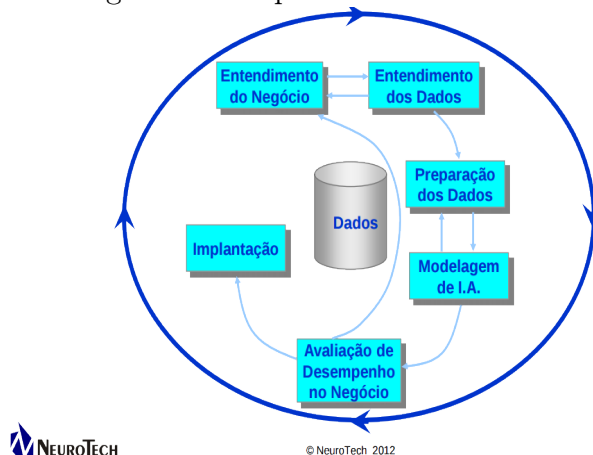 Entendimento
do Negócio
Entendimento
dos Dados
Preparação
dos Dados
Dados
Implantação
Modelagem
de I.A.
Avaliação de
Desempenho
no Negócio
NEUROTECH
© NeuroTech 2012